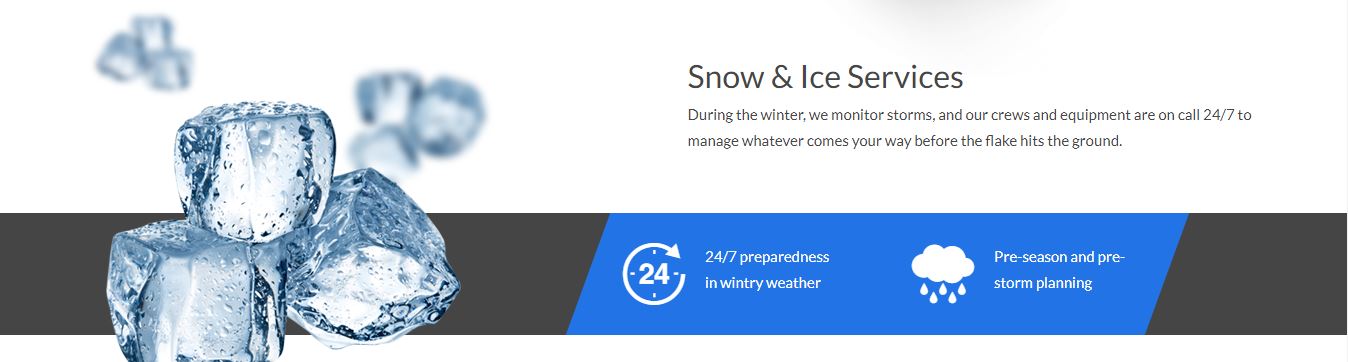 Snow & Ice Services
During the winter, we monitor storms, and our crews and equipment are on call 24/7 to
manage whatever comes your way before the flake hits the ground.
24
24/7 preparedness
in wintry weather
Pre-season and pre-
storm planning